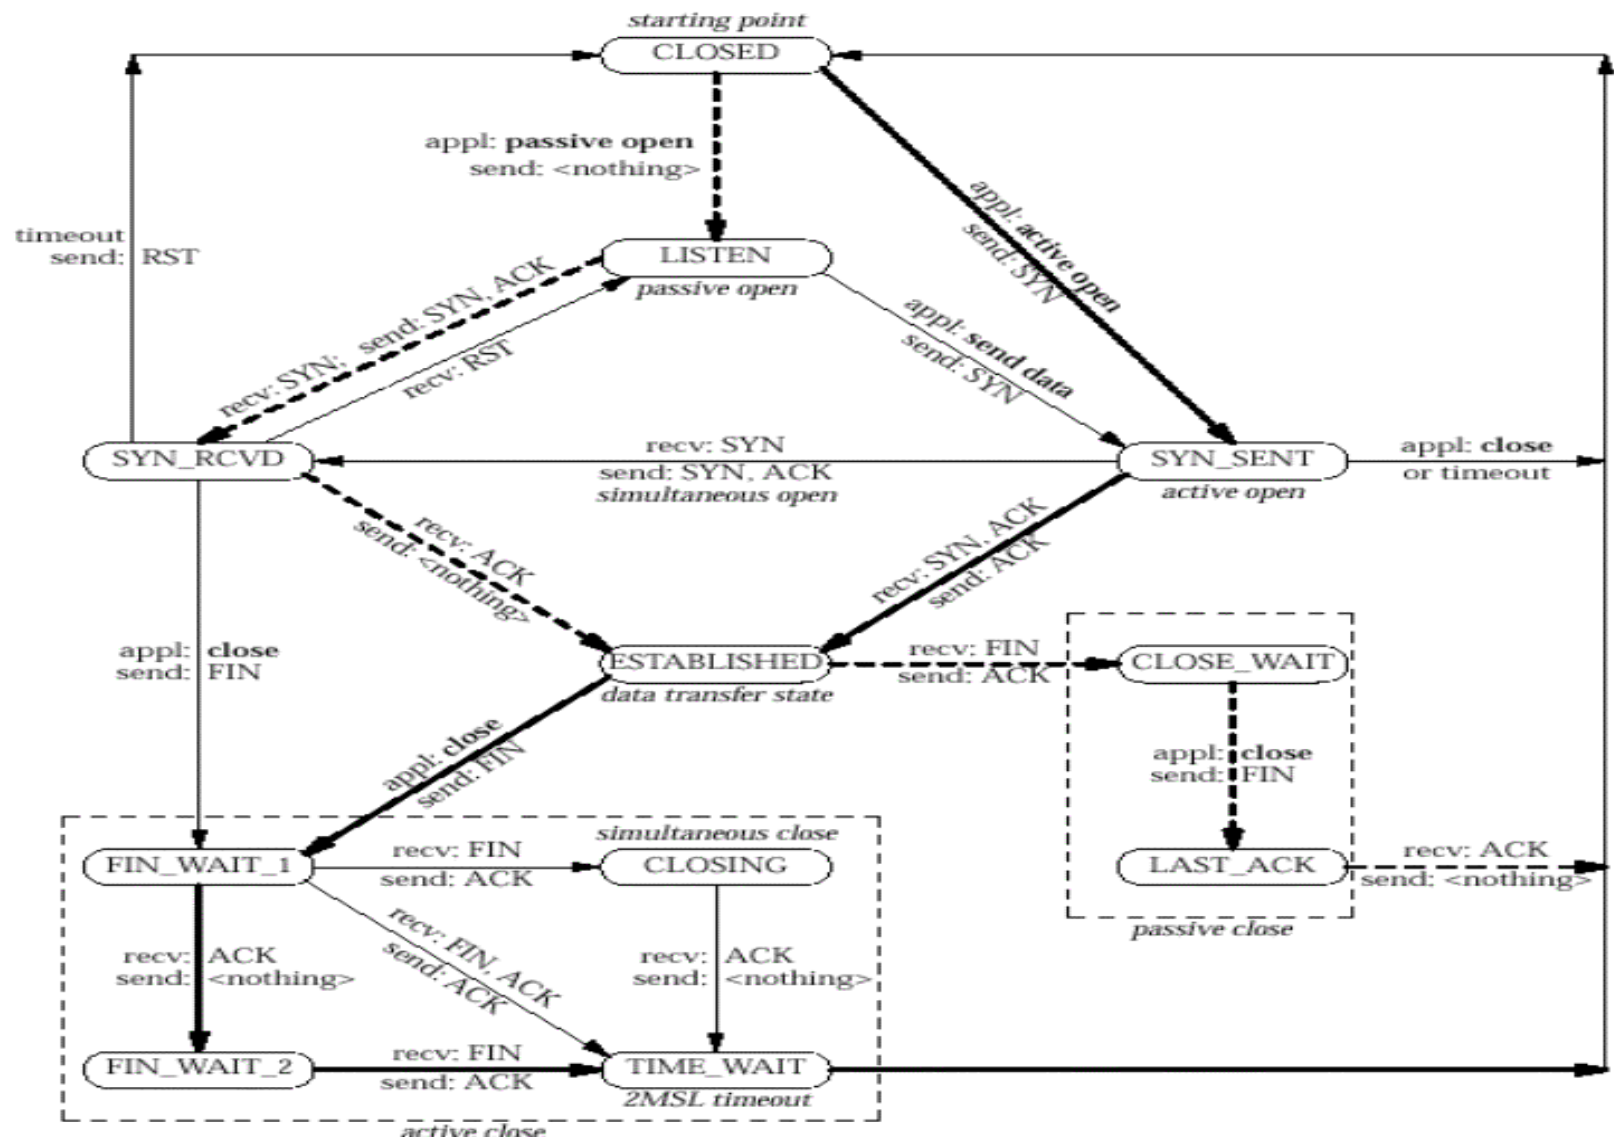 starting point
CLOSED
appl: passive open
send: <nothing>
appl: active open
send: SYN
timeout
send: RST
LISTEN
passive open
recv: SYN; send: SYN, ACK
recv: RST
appl: send data
send: SYN
SYN_RCVD
recv: SYN
send: SYN, ACK
simultaneous open
SYN_SENT
active open
appl: close
or timeout
recv: ACK
send: <nothing>
recv: SYN, ACK
send: ACK
appl: close
send: FIN
ESTABLISHED
data transfer state
recv: FIN
send: ACK
CLOSE_WAIT
appl: close
send: FIN
appl: close
send: FIN
simultaneous close
FIN_WAIT_1
recv: FIN
send: ACK
CLOSING
LAST_ACK
recv: ACK
send: <nothing>
passive close
recv: ACK
send: <nothing>
recv: FIN, ACK
send: ACK
recv: ACK
send: <nothing>
FIN_WAIT_2
recv: FIN
send: ACK
TIME_WAIT
2MSL timeout
active close